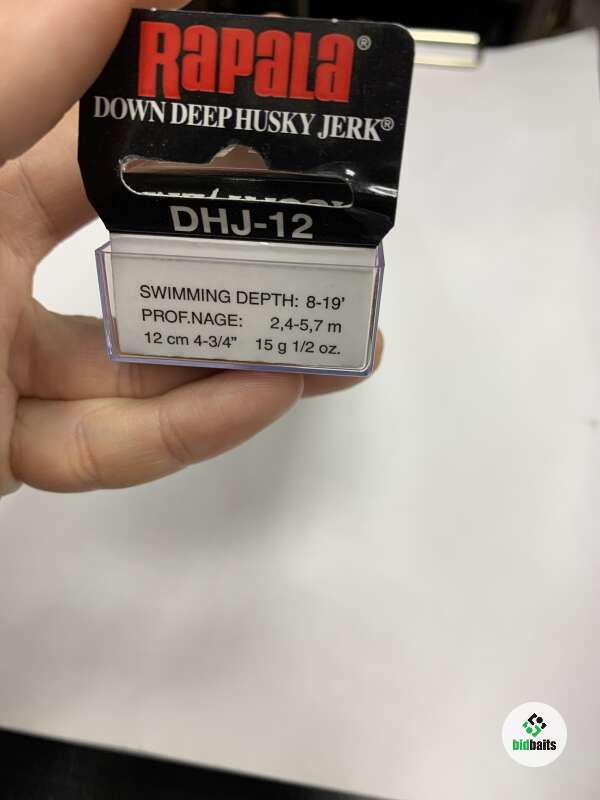 Rapala®
DOWN DEEP HUSKY JERK®
DHJ-12
SWIMMING DEPTH: 8-19'
PROF.NAGE: 2,4-5,7 m
12 cm 4-3/4" 15 g 1/2 oz.
bidbaits